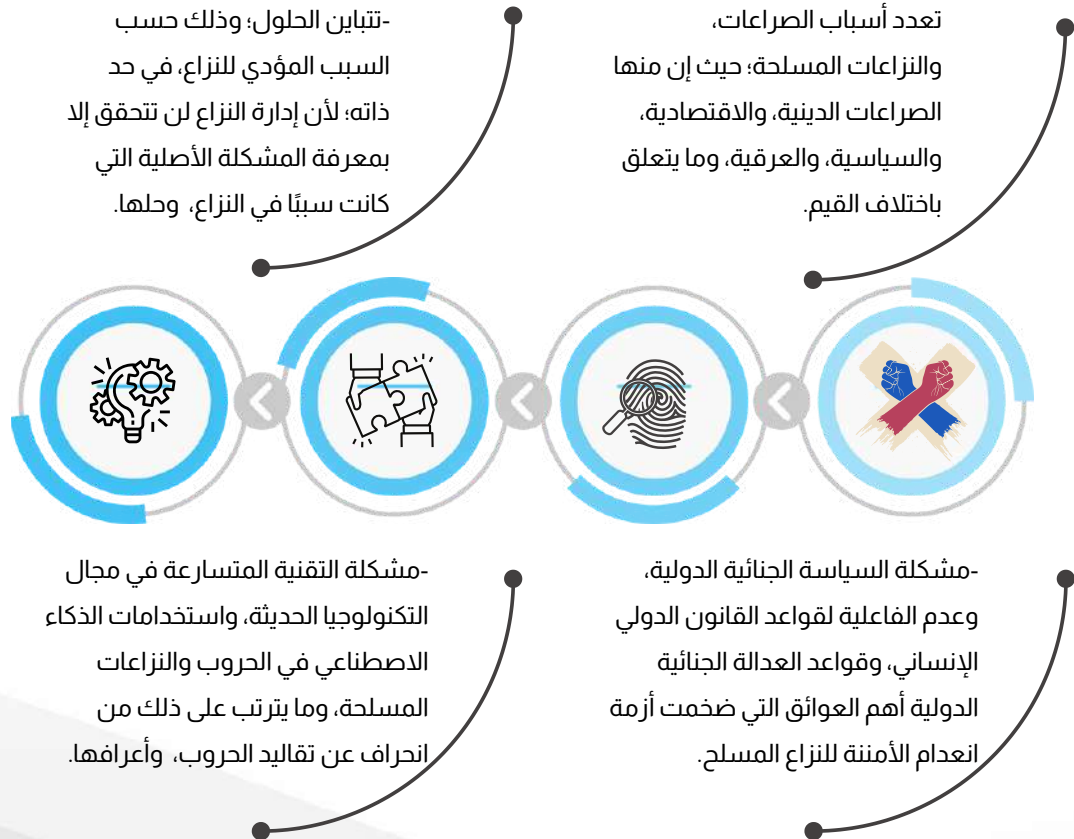 تعدد أسباب الصراعات،
والنزاعات المسلحة؛ حيث إن منها
الصراعات الدينية، والاقتصادية،
والسياسية، والعرقية، وما يتعلق
باختلاف القيم.
-تتباين الحلول؛ وذلك حسب
السبب المؤدي للنزاع، في حد
ذاته؛ لأن إدارة النزاع لن تتحقق إلا
بمعرفة المشكلة الأصلية التي
كانت سببًا في النزاع، وحلها.
-مشكلة السياسة الجنائية الدولية،
وعدم الفاعلية لقواعد القانون الدولي
الإنساني، وقواعد العدالة الجنائية
الدولية أهم العوائق التي ضخمت أزمة
انعدام الأمننة للنزاع المسلح.
-مشكلة التقنية المتسارعة في مجال
التكنولوجيا الحديثة، واستخدامات الذكاء
الاصطناعي في الحروب والنزاعات
المسلحة، وما يترتب على ذلك من
انحراف عن تقاليد الحروب، وأعرافها.